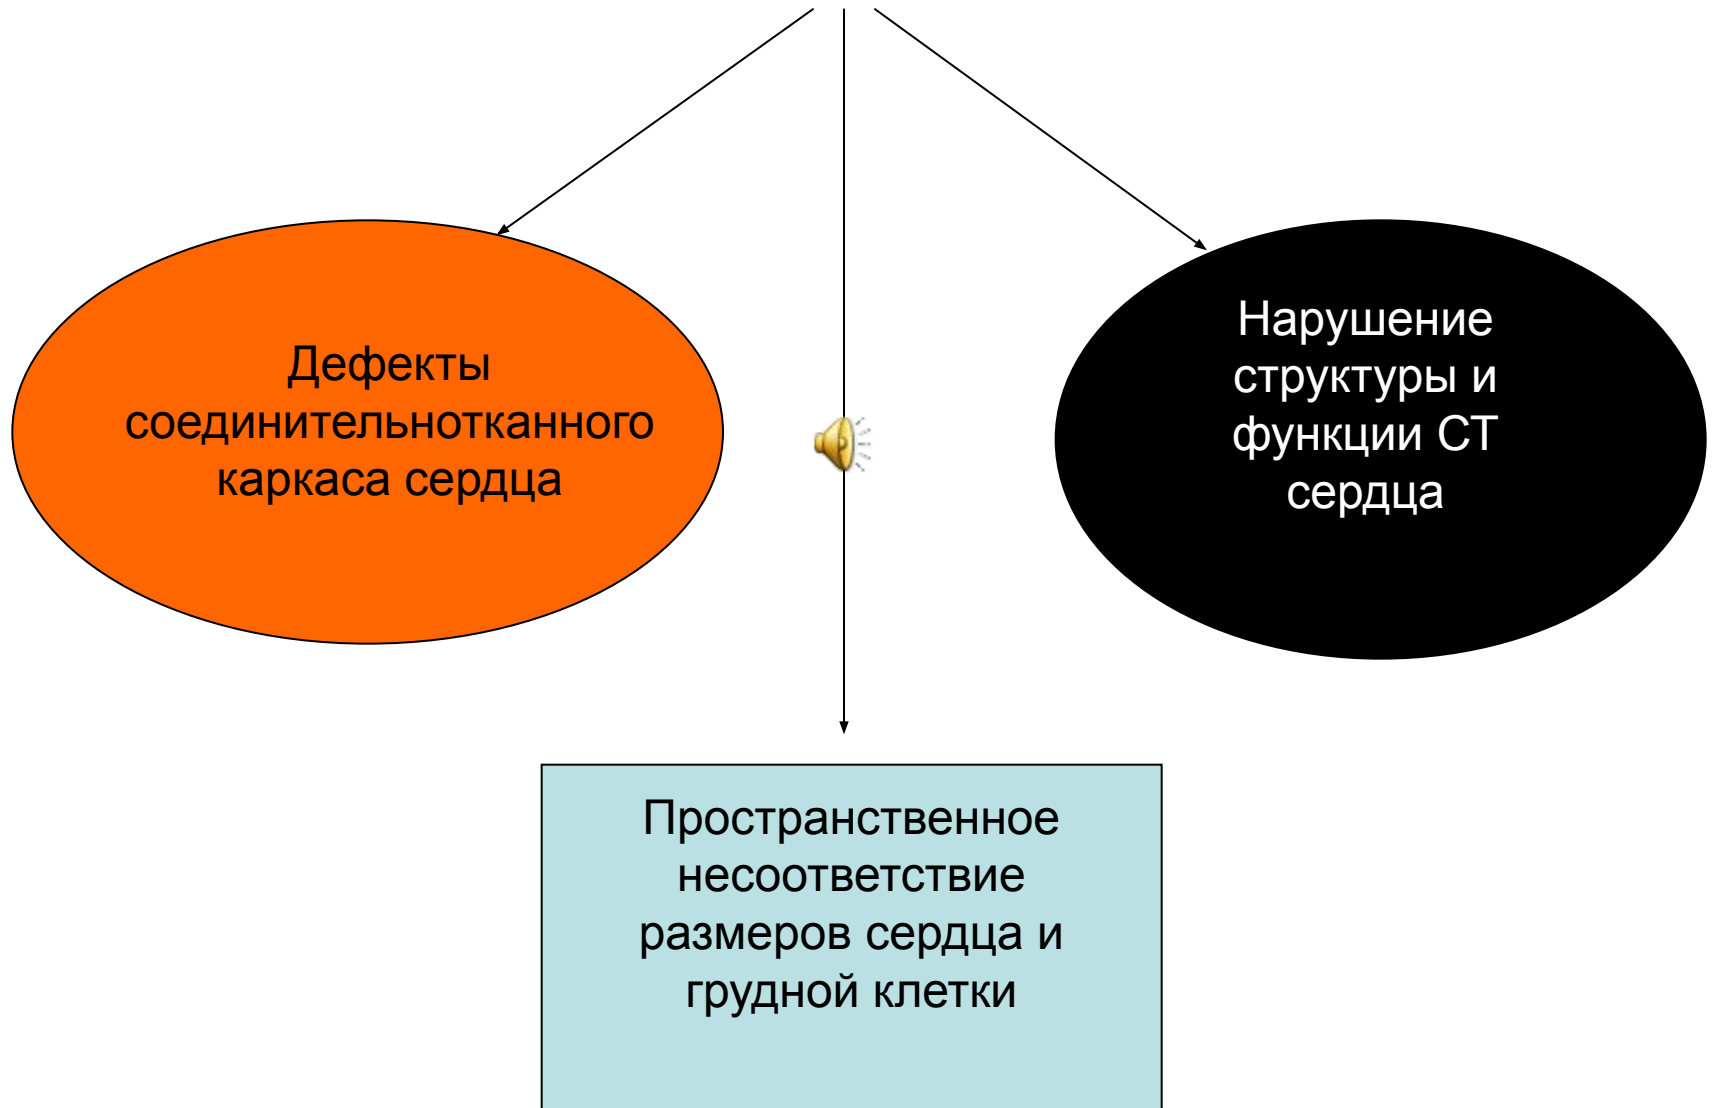 Дефекты
соединительнотканного
каркаса сердца
Нарушение
структуры и
функции СТ
сердца
Пространственное
несоответствие
размеров сердца и
грудной клетки